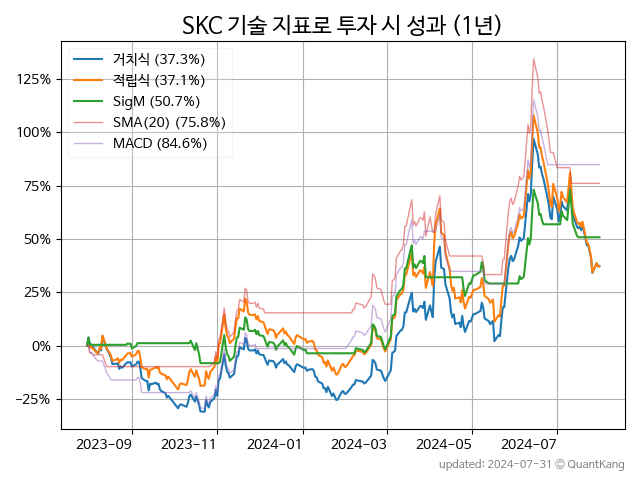 SKC 기술 지표로 투자 시 성과 (1년)
거치식 (37.3%)
적립식 (37.1%)
SigM (50.7%)
SMA(20) (75.8%)
MACD (84.6%)
125%
100%
75%
50%
25%
0%
−25%
2023-09 2023-11 2024-01 2024-03 2024-05 2024-07
updated: 2024-07-31 © QuantKang